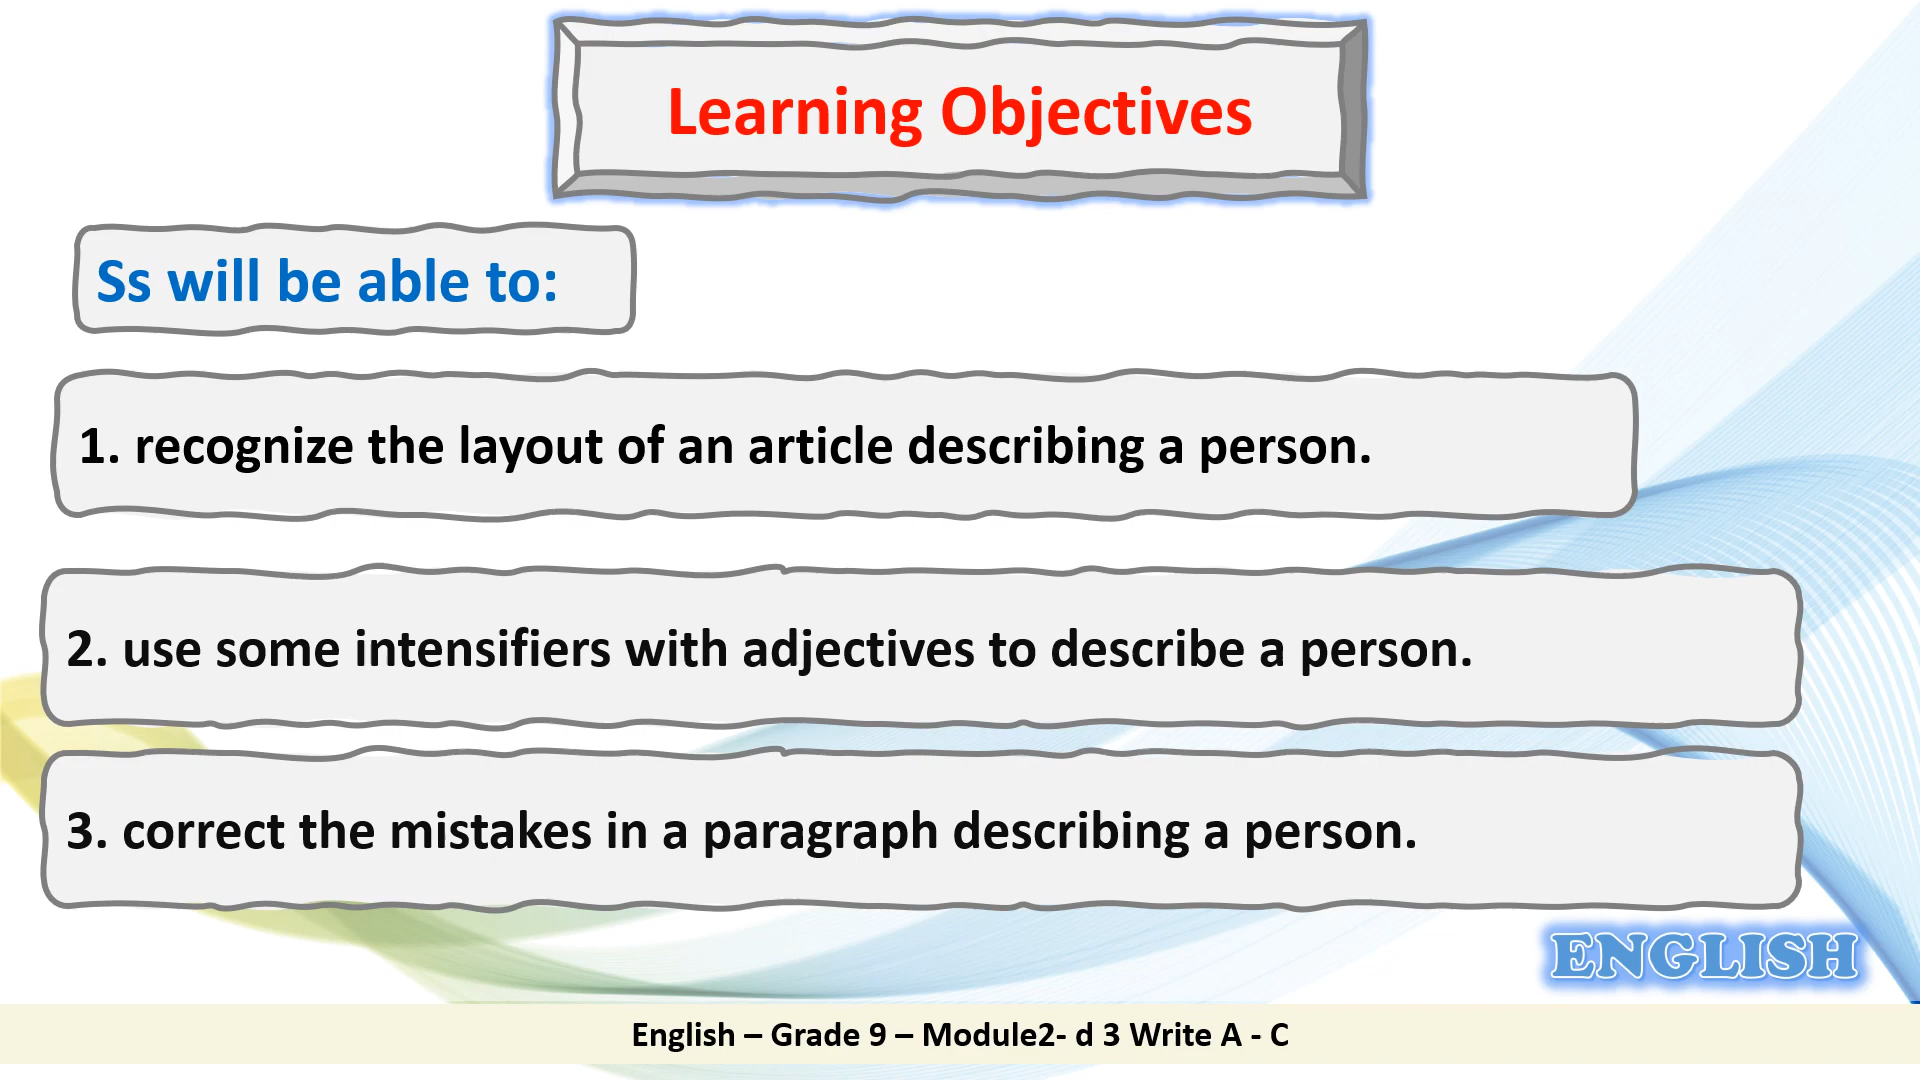 Learning Objectives
Ss will be able to:
1. recognize the layout of an article describing a person.
2. use some intensifiers with adjectives to describe a person.
3. correct the mistakes in a paragraph describing a person.
ENGLISH
English – Grade 9 – Module2- d 3 Write A - C